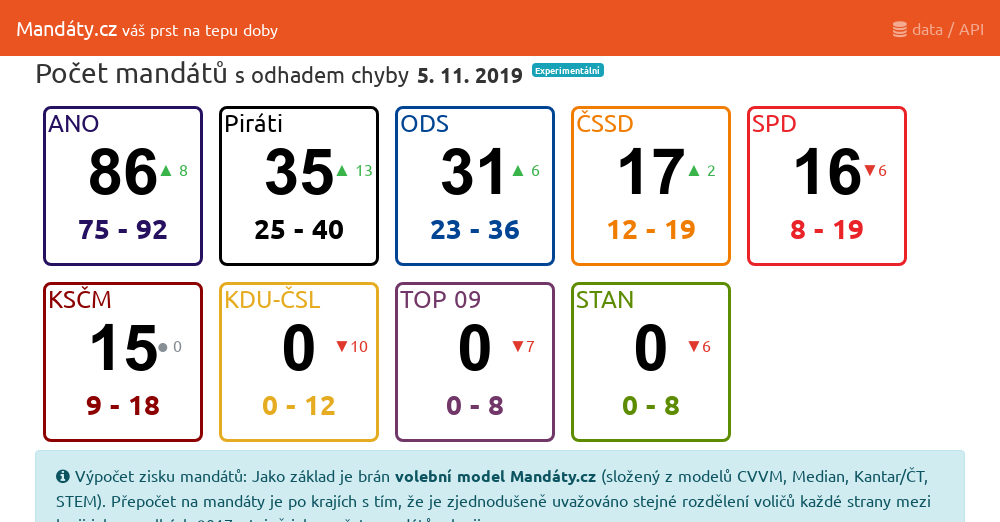 Mandáty.cz váš prst na tepu doby
data / API
Počet mandátů s odhadem chyby 5. 11. 2019 Experimentální
ANO
86 ▲ 8
75 - 92
Piráti
35 ▲ 13
25 - 40
ODS
31 ▲ 6
23 - 36
ČSSD
17 ▲ 2
12 - 19
SPD
16 ▼6
8 - 19
KSČM
15 ● 0
9 - 18
KDU-ČSL
0 ▼10
0 - 12
TOP 09
0 ▼7
0 - 8
STAN
0 ▼6
0 - 8
Výpočet zisku mandátů: Jako základ je brán volební model Mandáty.cz (složený z modelů CVVM, Median, Kantar/ČT,
STEM). Přepočet na mandáty je po krajích s tím, že je zjednodušeně uvažováno stejné rozdělení voličů každé strany mezi